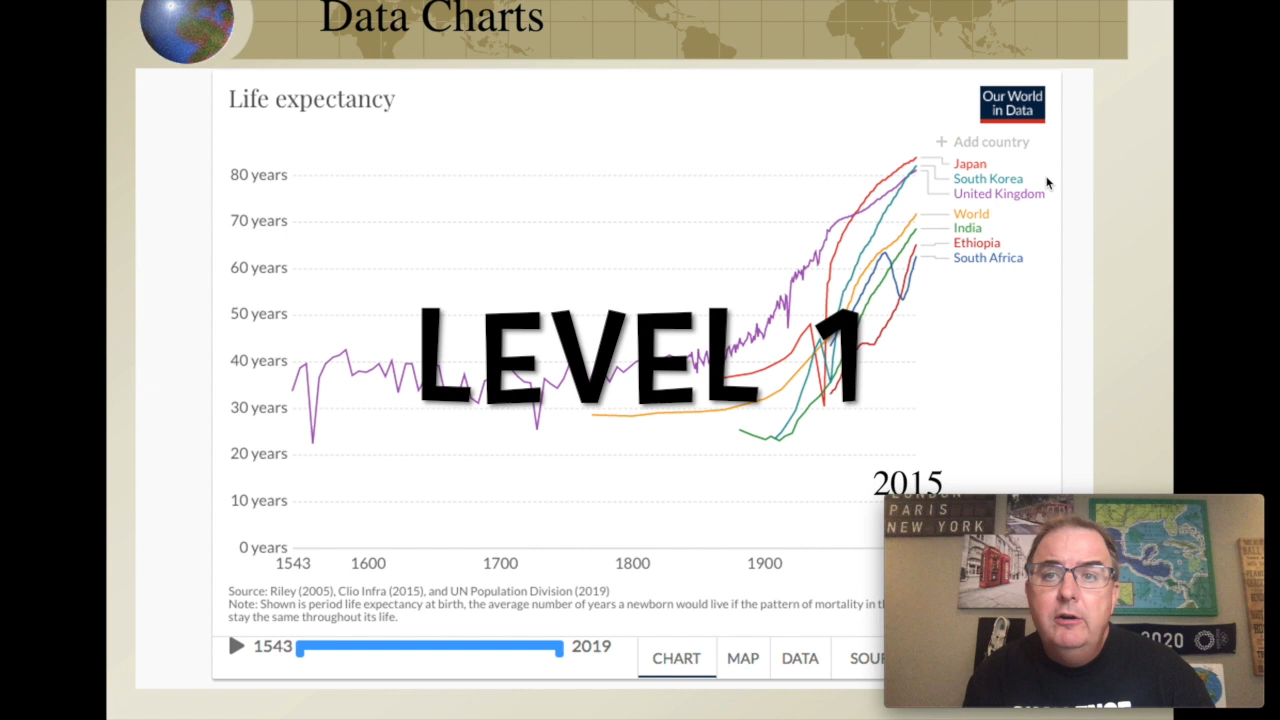 Data Charts
Life expectancy
Our World
in Data
+ Add country
Japan
South Korea
United Kingdom
World
India
Ethiopia
South Africa
80 years
70 years
60 years
50 years
40 years
30 years
20 years
10 years
0 years
LEVEL 1
2015
1543 1600 1700 1800 1900
Source: Riley (2005), Clio Infra (2015), and UN Population Division (2019)
Note: Shown is period life expectancy at birth, the average number of years a newborn would live if the pattern of mortality in
stay the same throughout its life.
1543 2019
CHART MAP DATA
LONDON
PARIS
NEW YORK
2020